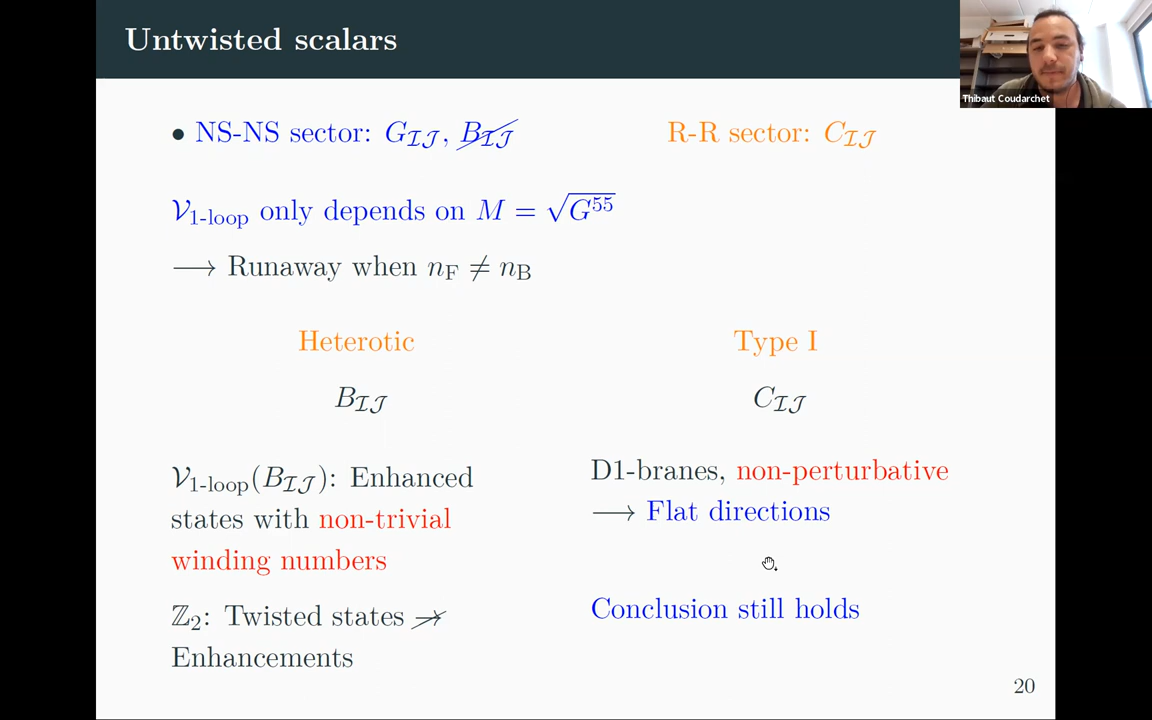 Untwisted scalars
Thibaut Coudarchet
• NS-NS sector: G_{𝓘𝓙}, B_{𝓘𝓙}
R-R sector: C_{𝓘𝓙}
𝒱_{1-loop} only depends on M = √G^{55}
⟶ Runaway when n_F ≠ n_B
Heterotic
B_{𝓘𝓙}
𝒱_{1-loop}(B_{𝓘𝓙}): Enhanced
states with non-trivial
winding numbers
ℤ₂: Twisted states ↛
Enhancements
Type I
C_{𝓘𝓙}
D1-branes, non-perturbative
⟶ Flat directions
Conclusion still holds
20